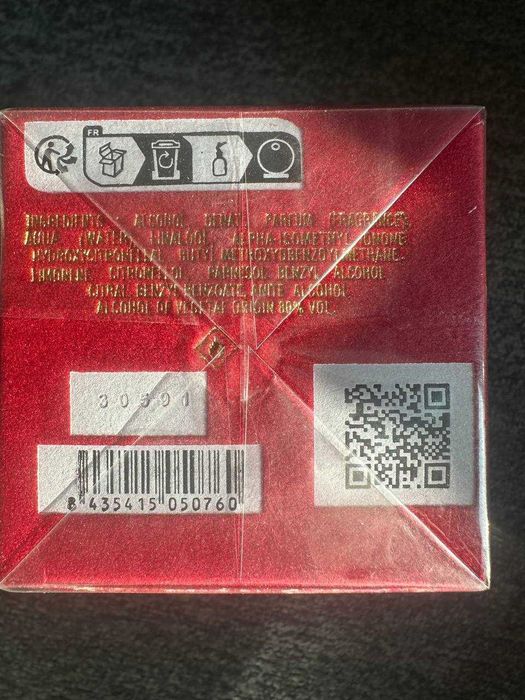 FR
INGREDIENTS : ALCOHOL DENAT., PARFUM (FRAGRANCE),
AQUA (WATER), LINALOOL, ALPHA-ISOMETHYL IONONE,
HYDROXYCITRONELLAL, BUTYL METHOXYDIBENZOYLMETHANE,
LIMONENE, CITRONELLOL, FARNESOL, BENZYL ALCOHOL,
CITRAL, BENZYL BENZOATE, ANISE ALCOHOL
ALCOHOL OF VEGETAL ORIGIN 80% VOL.
30591
8 435415 050760